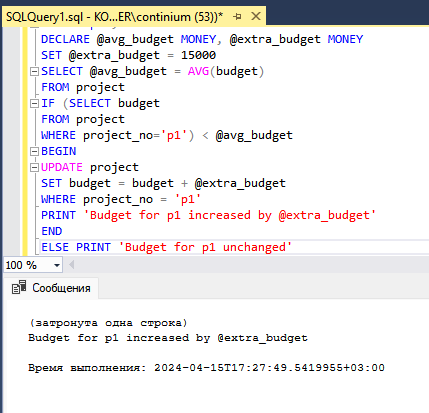 SQLQuery1.sql - KO...ER\continium (53))*
DECLARE @avg_budget MONEY, @extra_budget MONEY
SET @extra_budget = 15000
SELECT @avg_budget = AVG(budget)
FROM project
IF (SELECT budget
FROM project
WHERE project_no='p1') < @avg_budget
BEGIN
UPDATE project
SET budget = budget + @extra_budget
WHERE project_no = 'p1'
PRINT 'Budget for p1 increased by @extra_budget'
END
ELSE PRINT 'Budget for p1 unchanged'
100 %
Сообщения
(затронута одна строка)
Budget for p1 increased by @extra_budget
Время выполнения: 2024-04-15T17:27:49.5419955+03:00